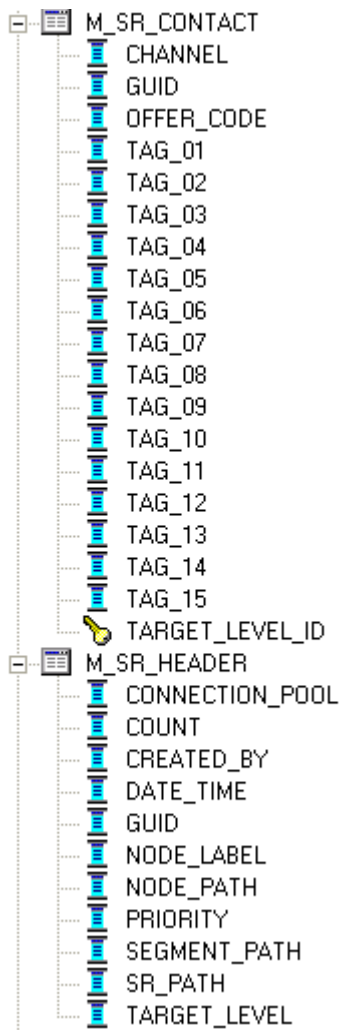 M_SR_CONTACT
CHANNEL
GUID
OFFER_CODE
TAG_01
TAG_02
TAG_03
TAG_04
TAG_05
TAG_06
TAG_07
TAG_08
TAG_09
TAG_10
TAG_11
TAG_12
TAG_13
TAG_14
TAG_15
TARGET_LEVEL_ID
M_SR_HEADER
CONNECTION_POOL
COUNT
CREATED_BY
DATE_TIME
GUID
NODE_LABEL
NODE_PATH
PRIORITY
SEGMENT_PATH
SR_PATH
TARGET_LEVEL